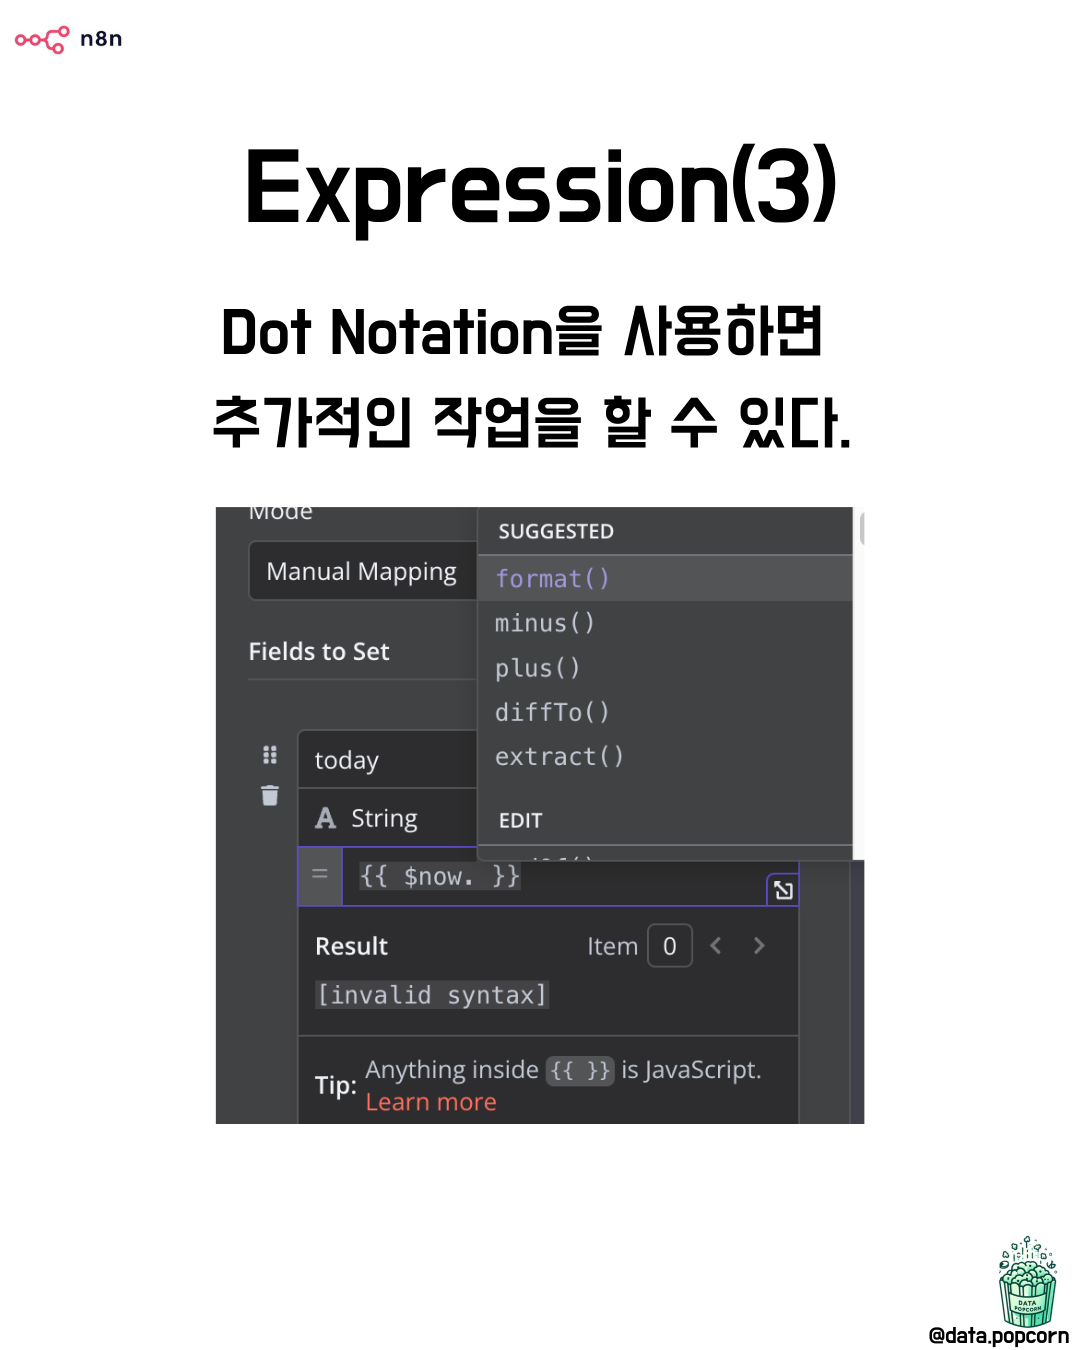 n8n
Expression(3)
Dot Notation을 사용하면
추가적인 작업을 할 수 있다.
Mode
Manual Mapping
Fields to Set
SUGGESTED
format()
minus()
plus()
diffTo()
extract()
EDIT
today
String
= {{ $now. }}
Result
Item 0
[invalid syntax]
Tip: Anything inside {{ }} is JavaScript.
Learn more
DATA
POPCORN
@data.popcorn